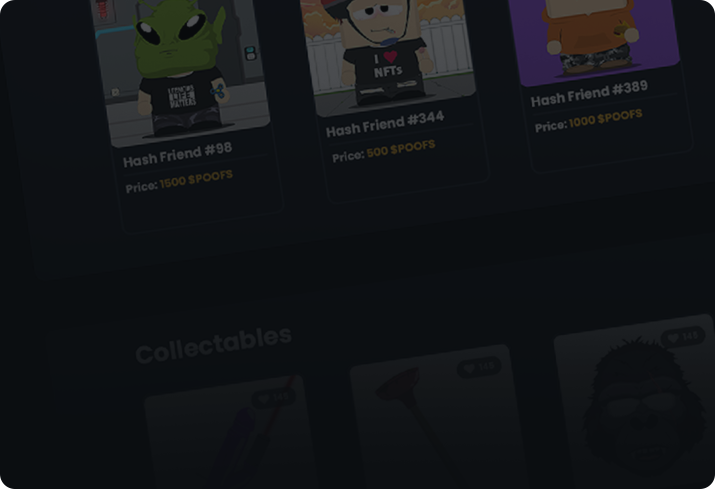 I ❤ NFTs
Hash Friend #98
Price: 1500 $POOFS
Hash Friend #344
Price: 500 $POOFS
Hash Friend #389
Price: 1000 $POOFS
Collectables